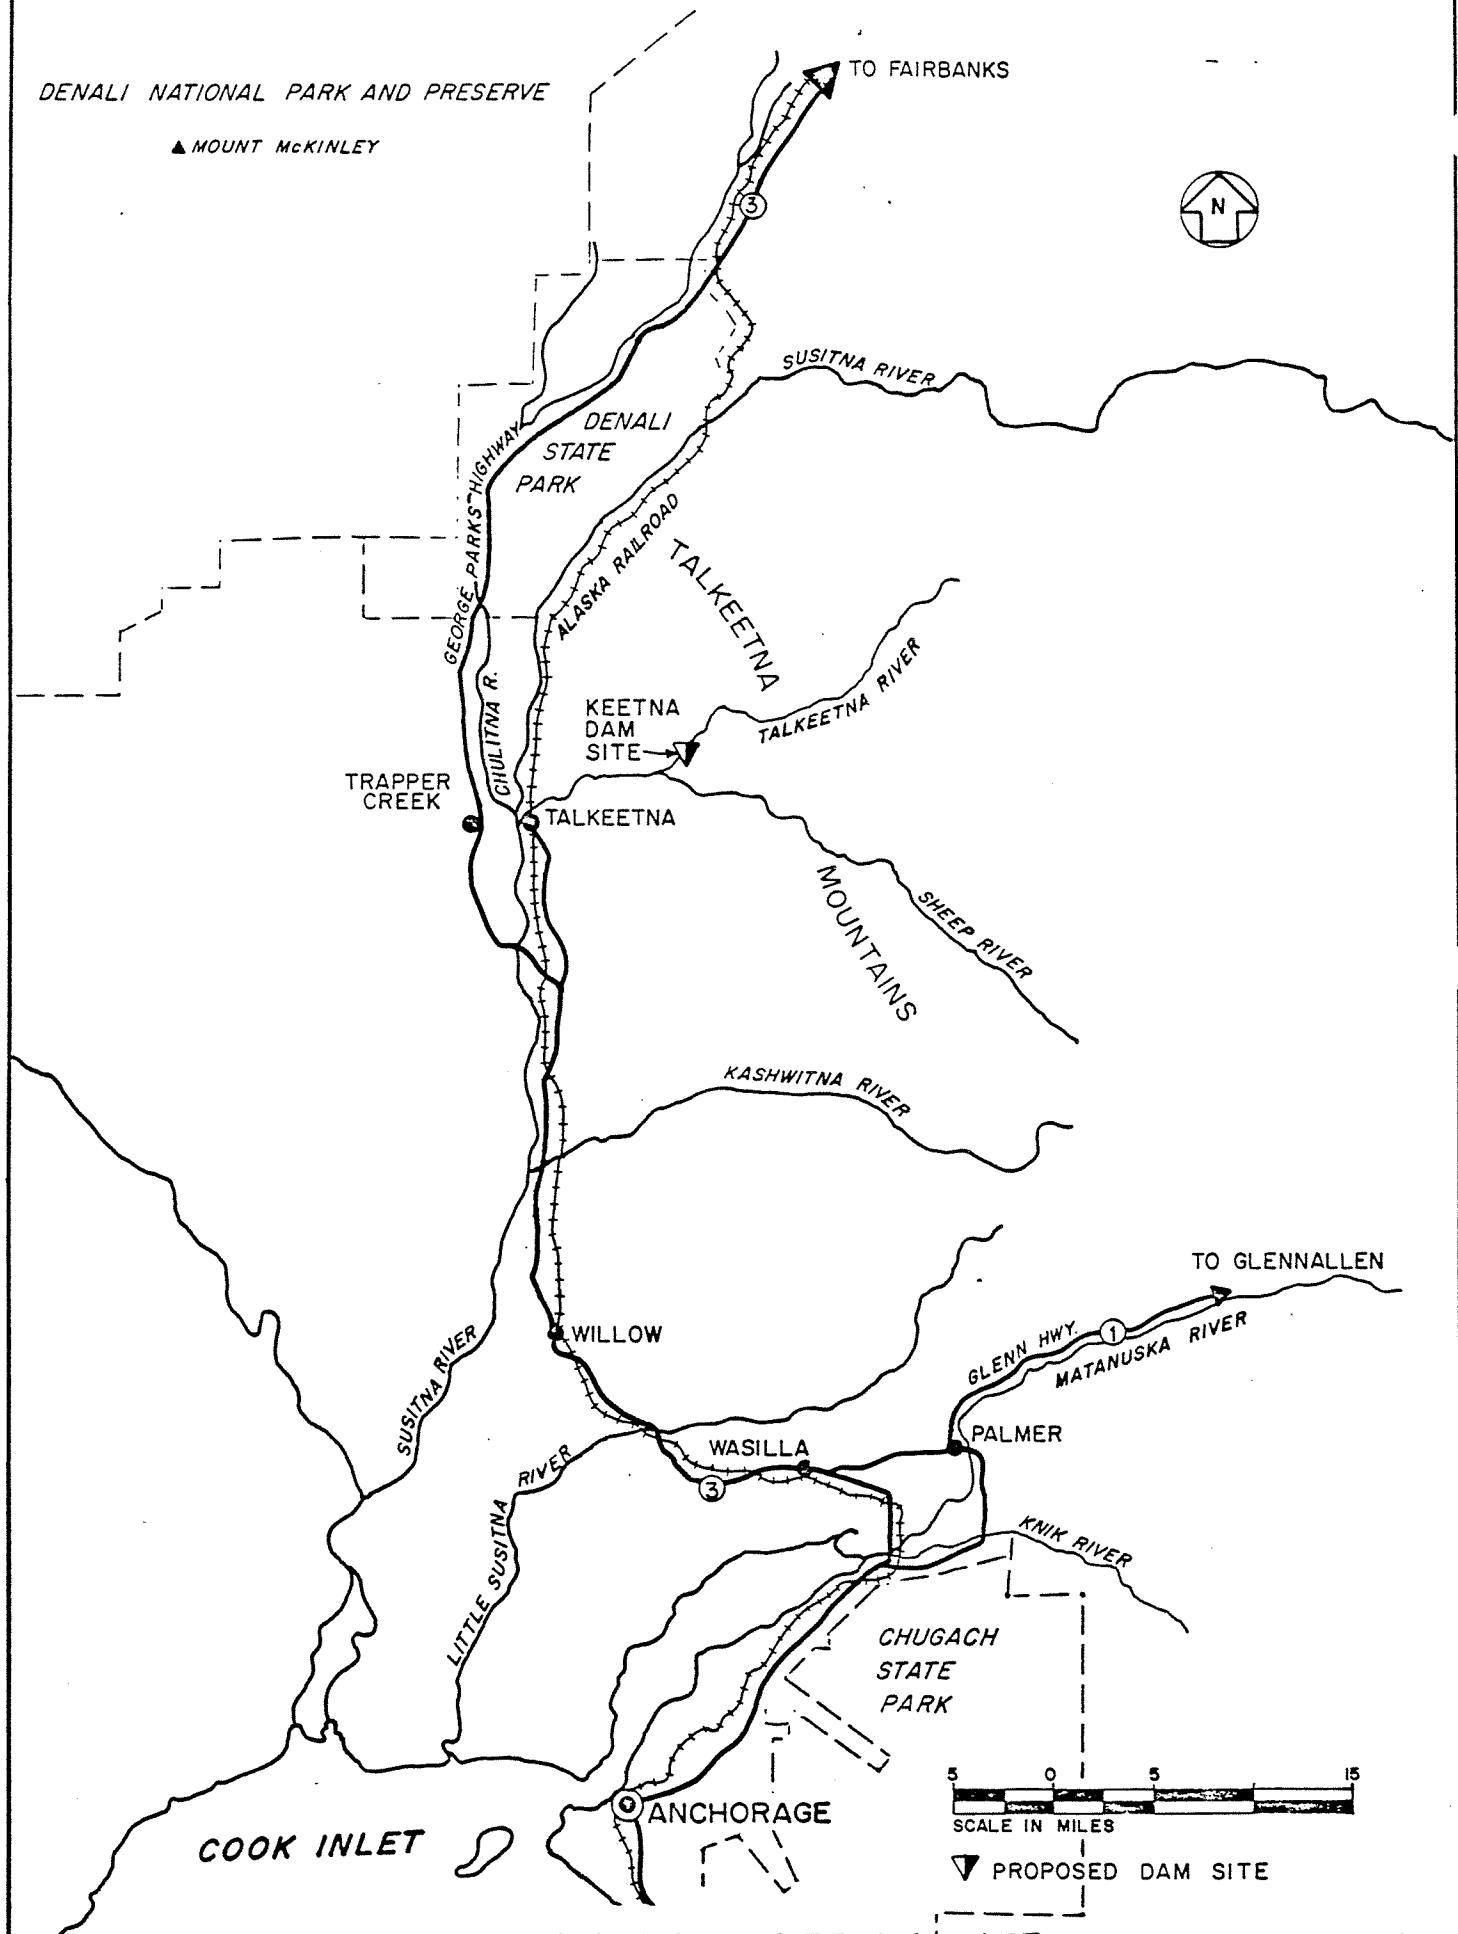 TO FAIRBANKS
DENALI NATIONAL PARK AND PRESERVE
MOUNT McKINLEY
N
3
SUSITNA RIVER
DENALI
STATE
PARK
GEORGE PARKS HIGHWAY
ALASKA RAILROAD
TALKEETNA
MOUNTAINS
CHULITNA R.
KEETNA
DAM
SITE
TALKEETNA RIVER
TRAPPER
CREEK
TALKEETNA
SHEEP RIVER
KASHWITNA RIVER
TO GLENNALLEN
WILLOW
GLENN HWY.
1
MATANUSKA RIVER
SUSITNA RIVER
PALMER
WASILLA
LITTLE SUSITNA RIVER
3
KNIK RIVER
CHUGACH
STATE
PARK
5 0 5 15
SCALE IN MILES
ANCHORAGE
COOK INLET
PROPOSED DAM SITE